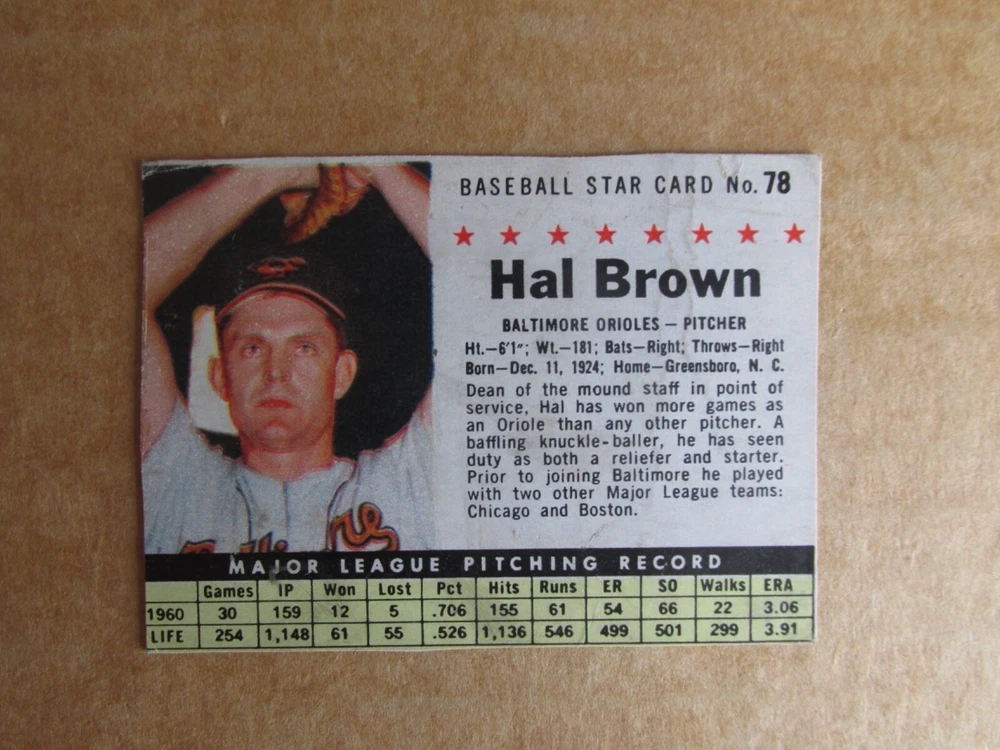 BASEBALL STAR CARD No. 78
Hal Brown
BALTIMORE ORIOLES — PITCHER
Ht.—6'1"; Wt.—181; Bats—Right; Throws—Right
Born—Dec. 11, 1924; Home—Greensboro, N. C.
Dean of the mound staff in point of
service, Hal has won more games as
an Oriole than any other pitcher. A
baffling knuckle-baller, he has seen
duty as both a reliefer and starter.
Prior to joining Baltimore he played
with two other Major League teams:
Chicago and Boston.
MAJOR LEAGUE PITCHING RECORD
Games IP Won Lost Pct Hits Runs ER SO Walks ERA
1960 30 159 12 5 .706 155 61 54 66 22 3.06
LIFE 254 1,148 61 55 .526 1,136 546 499 501 299 3.91